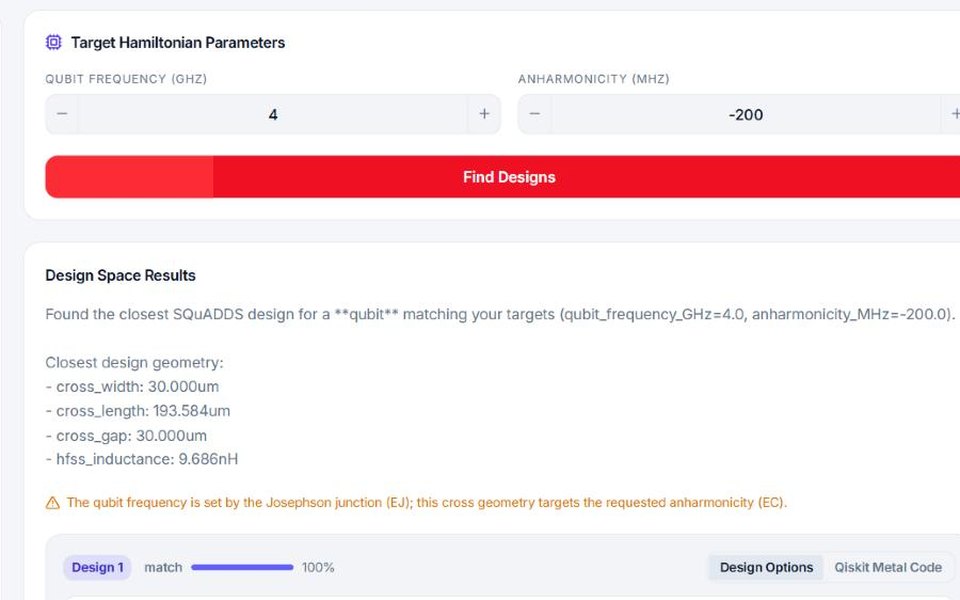 Target Hamiltonian Parameters
QUBIT FREQUENCY (GHZ)
ANHARMONICITY (MHZ)
− 4 +
− -200 +
Find Designs
Design Space Results
Found the closest SQuADDS design for a **qubit** matching your targets (qubit_frequency_GHz=4.0, anharmonicity_MHz=-200.0).
Closest design geometry:
- cross_width: 30.000um
- cross_length: 193.584um
- cross_gap: 30.000um
- hfss_inductance: 9.686nH
The qubit frequency is set by the Josephson junction (EJ); this cross geometry targets the requested anharmonicity (EC).
Design 1 match 100%
Design Options Qiskit Metal Code